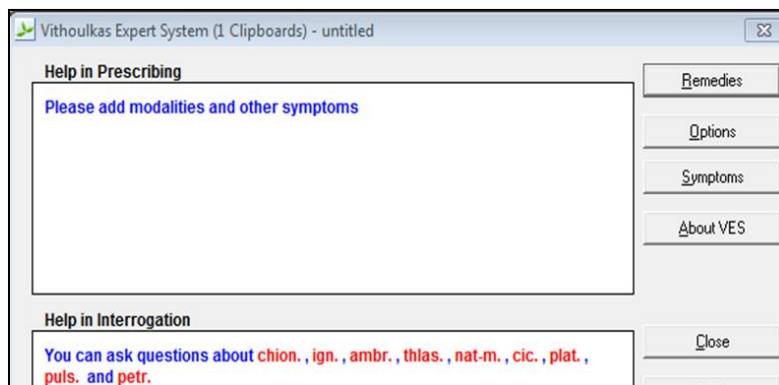 Vithoulkas Expert System (1 Clipboards) - untitled
Help in Prescribing
Please add modalities and other symptoms
Remedies
Options
Symptoms
About VES
Help in Interrogation
You can ask questions about chion. , ign. , ambr. , thlas. , nat-m. , cic. , plat. ,
puls. and petr.
Close